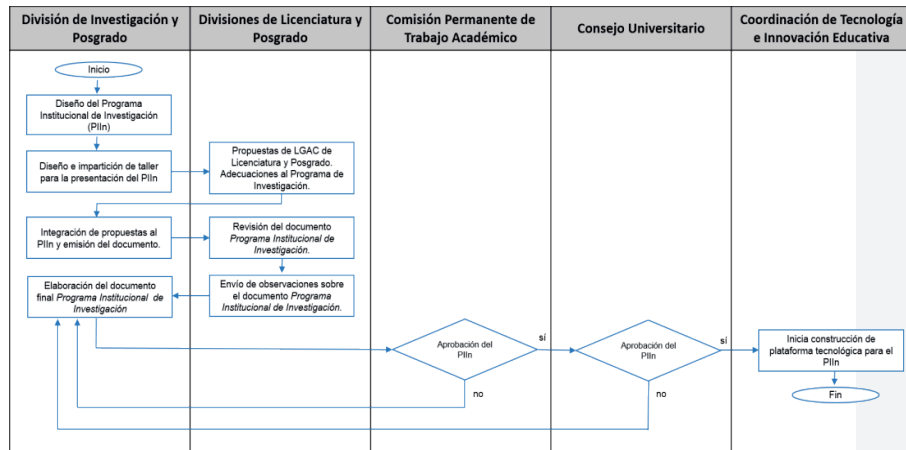 División de Investigación y
Posgrado
Divisiones de Licenciatura y
Posgrado
Comisión Permanente de
Trabajo Académico
Consejo Universitario
Coordinación de Tecnología
e Innovación Educativa
Inicio
Diseño del Programa
Institucional de Investigación
(PIIn)
Diseño e impartición de taller
para la presentación del PIIn
Propuestas de LGAC de
Licenciatura y Posgrado.
Adecuaciones al Programa de
Investigación.
Integración de propuestas al
PIIn y emisión del documento.
Revisión del documento
Programa Institucional de
Investigación.
Elaboración del documento
final Programa Institucional de
Investigación
Envío de observaciones sobre
el documento Programa
Institucional de Investigación.
Aprobación del
PIIn
sí
no
Aprobación del
PIIn
sí
no
Inicia construcción de
plataforma tecnológica para el
PIIn
Fin